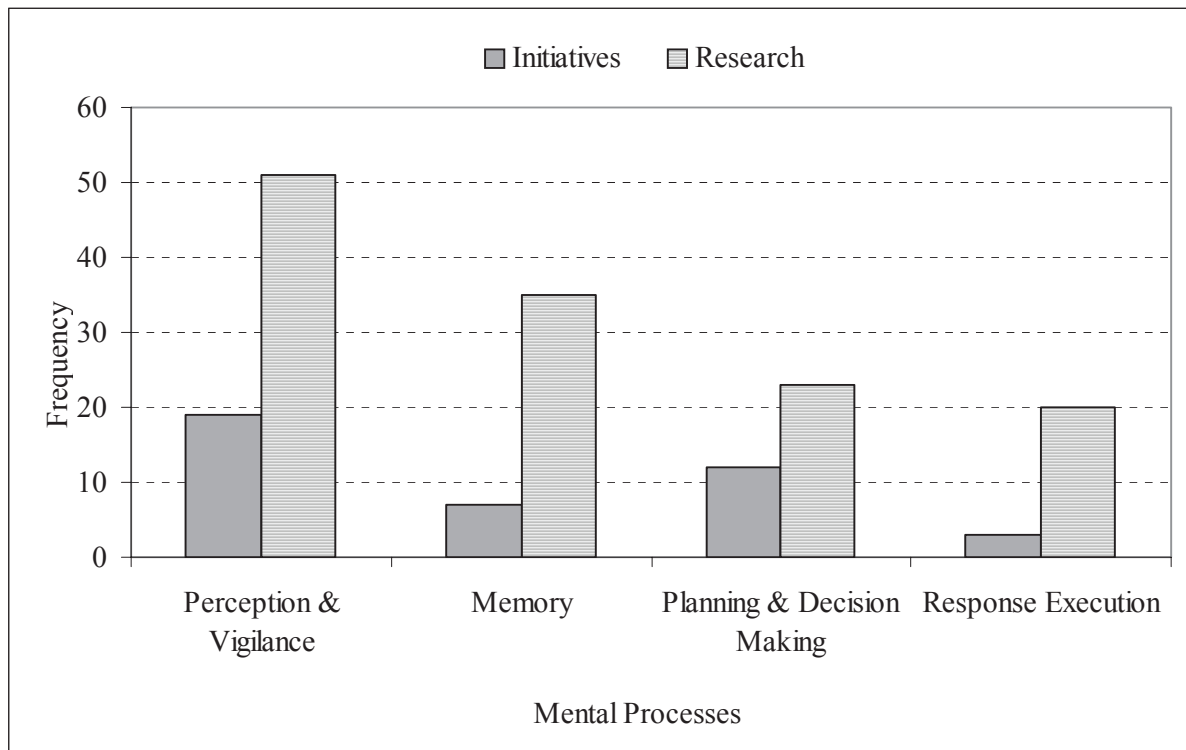 Initiatives Research
60
50
40
30
20
10
0
Frequency
Perception & Vigilance
Memory
Planning & Decision Making
Response Execution
Mental Processes